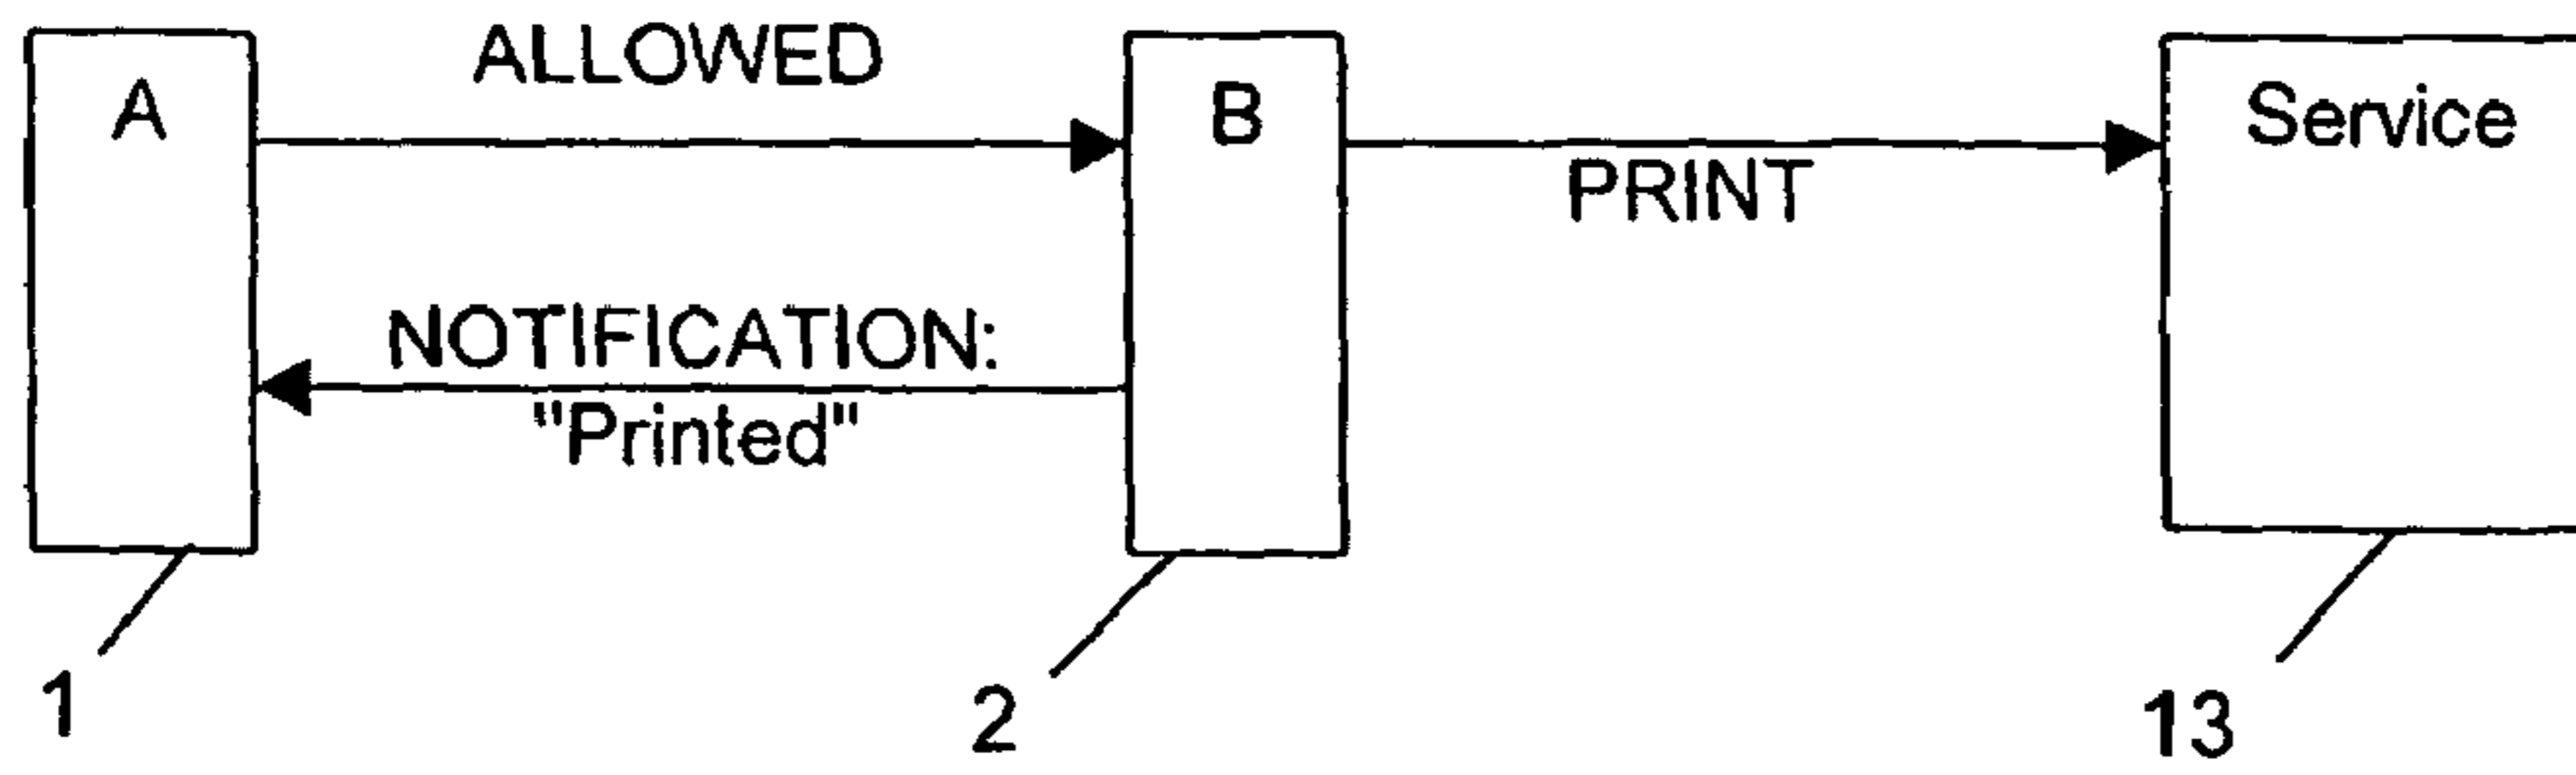 ALLOWED
A
B
Service
PRINT
NOTIFICATION:
"Printed"
1
2
13